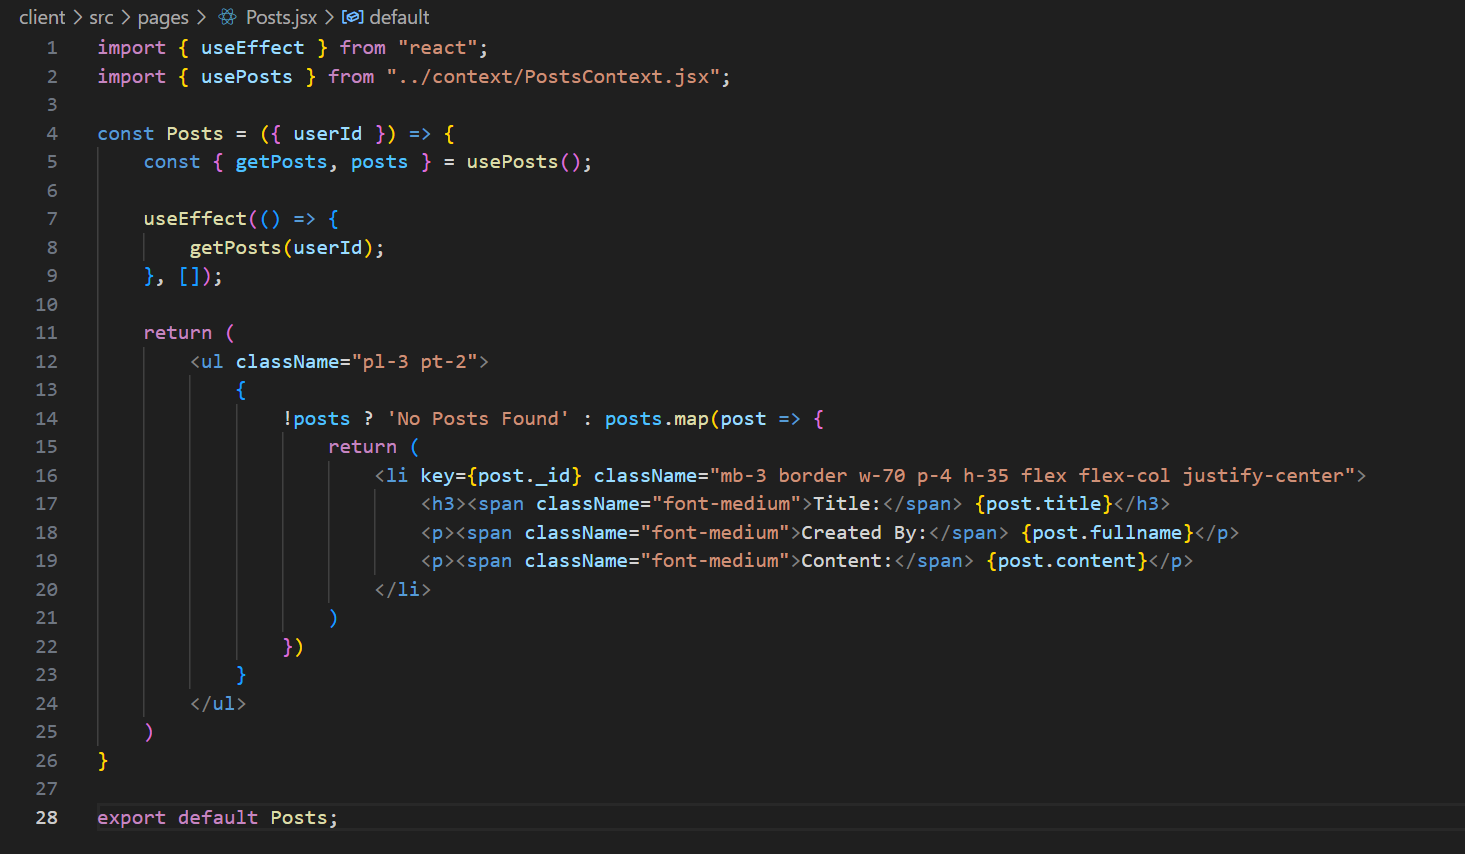 client > src > pages > Posts.jsx > default
1 import { useEffect } from "react";
2 import { usePosts } from "../context/PostsContext.jsx";
3
4 const Posts = ({ userId }) => {
5     const { getPosts, posts } = usePosts();
6
7     useEffect(() => {
8         getPosts(userId);
9     }, []);
10
11     return (
12         <ul className="pl-3 pt-2">
13             {
14                 !posts ? 'No Posts Found' : posts.map(post => {
15                     return (
16                         <li key={post._id} className="mb-3 border w-70 p-4 h-35 flex flex-col justify-center">
17                             <h3><span className="font-medium">Title:</span> {post.title}</h3>
18                             <p><span className="font-medium">Created By:</span> {post.fullname}</p>
19                             <p><span className="font-medium">Content:</span> {post.content}</p>
20                         </li>
21                     )
22                 })
23             }
24         </ul>
25     )
26 }
27
28 export default Posts;